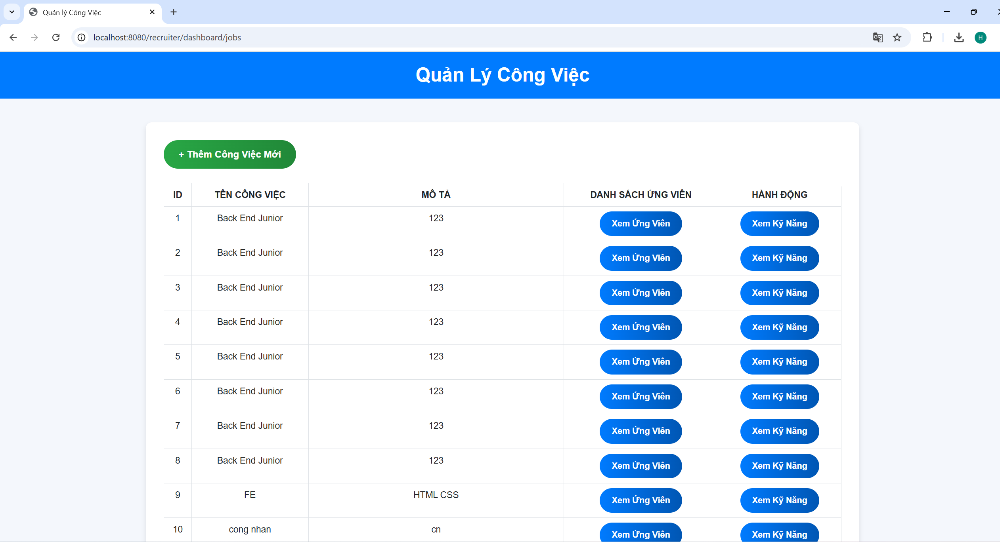 Quản lý Công Việc
localhost:8080/recruiter/dashboard/jobs
H
Quản Lý Công Việc
+ Thêm Công Việc Mới
ID TÊN CÔNG VIỆC MÔ TẢ DANH SÁCH ỨNG VIÊN HÀNH ĐỘNG
1 Back End Junior 123 Xem Ứng Viên Xem Kỹ Năng
2 Back End Junior 123 Xem Ứng Viên Xem Kỹ Năng
3 Back End Junior 123 Xem Ứng Viên Xem Kỹ Năng
4 Back End Junior 123 Xem Ứng Viên Xem Kỹ Năng
5 Back End Junior 123 Xem Ứng Viên Xem Kỹ Năng
6 Back End Junior 123 Xem Ứng Viên Xem Kỹ Năng
7 Back End Junior 123 Xem Ứng Viên Xem Kỹ Năng
8 Back End Junior 123 Xem Ứng Viên Xem Kỹ Năng
9 FE HTML CSS Xem Ứng Viên Xem Kỹ Năng
10 cong nhan cn Xem Ứng Viên Xem Kỹ Năng